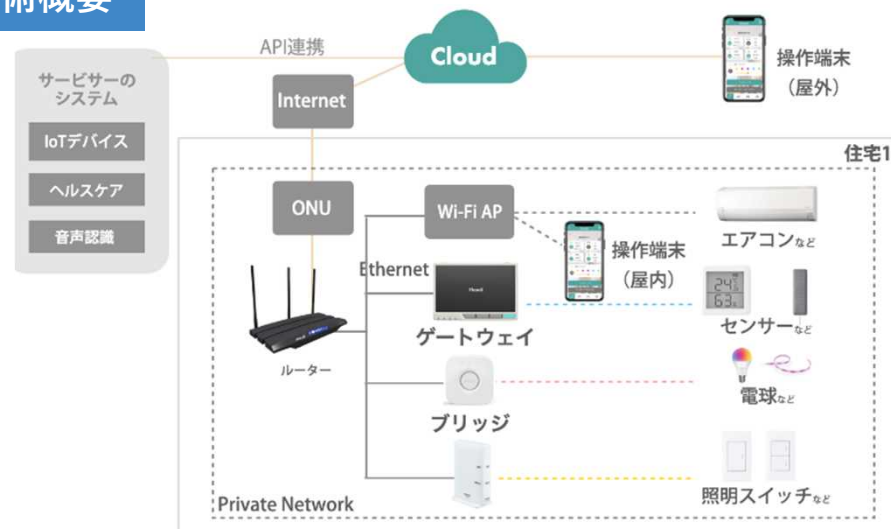 術概要
サービサーの
システム
IoTデバイス
ヘルスケア
音声認識
API連携
Cloud
Internet
操作端末
（屋外）
住宅1
ONU
Wi-Fi AP
操作端末
（屋内）
エアコンなど
Ethernet
ルーター
ゲートウェイ
24
63
センサーなど
ブリッジ
電球など
照明スイッチなど
Private Network